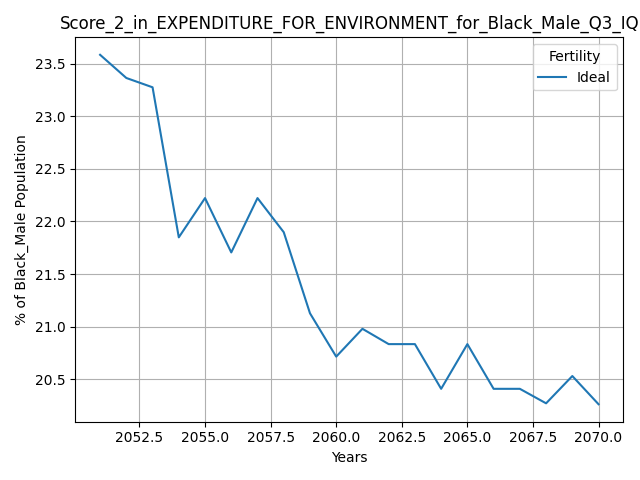 Score_2_in_EXPENDITURE_FOR_ENVIRONMENT_for_Black_Male_Q3_IQ
Fertility
Ideal
% of Black_Male Population
23.5
23.0
22.5
22.0
21.5
21.0
20.5
2052.5 2055.0 2057.5 2060.0 2062.5 2065.0 2067.5 2070.0
Years